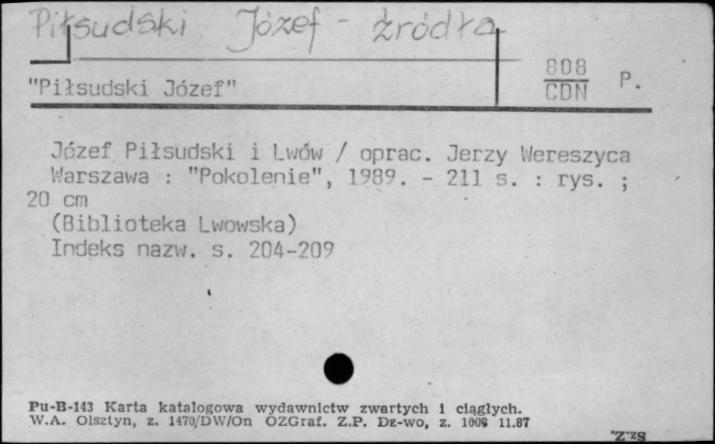 Piłsudski Józef - źródła
808
CDN P.
"Piłsudski Józef"
Józef Piłsudski i Lwów / oprac. Jerzy Wereszyca
Warszawa : "Pokolenie", 1989. - 211 s. : rys. ;
20 cm
(Biblioteka Lwowska)
Indeks nazw. s. 204-209
Pu-B-143 Karta katalogowa wydawnictw zwartych i ciągłych.
W.A. Olsztyn, z. 1470/DW/On OZGraf. Z.P. Dz-wo, z. 1008 11.87